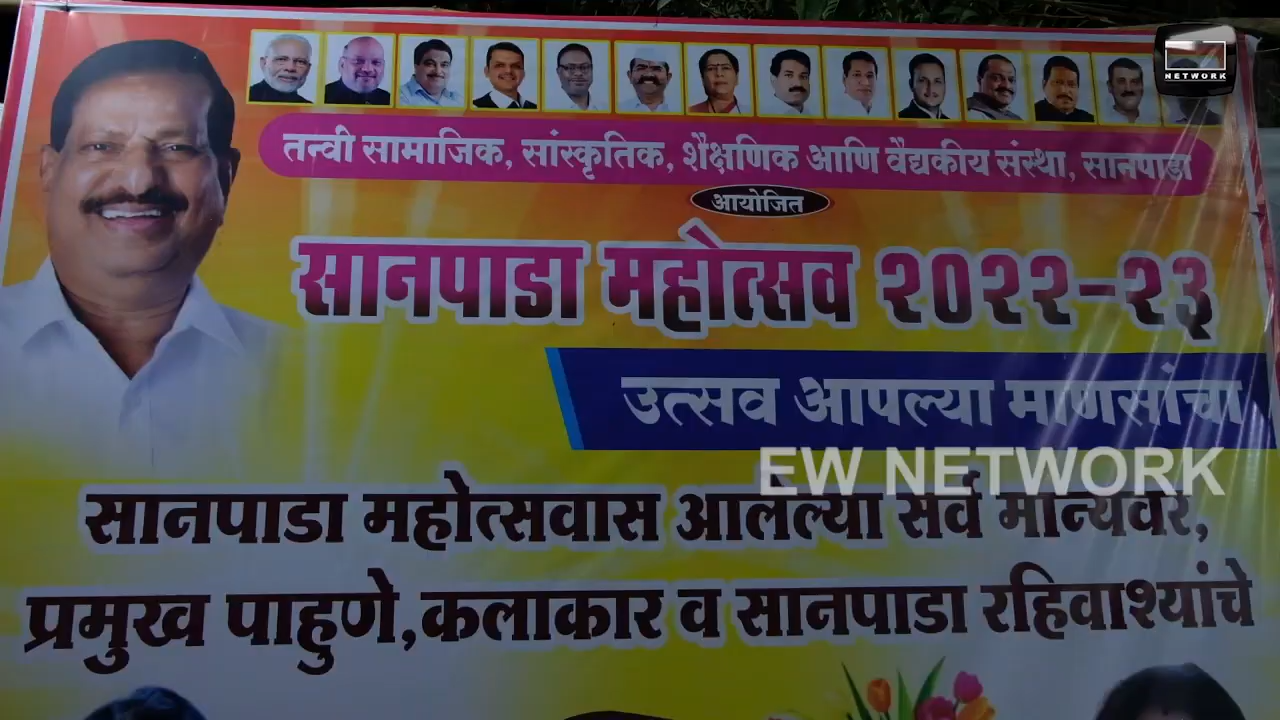 NETWORK
तन्वी सामाजिक, सांस्कृतिक, शैक्षणिक आणि वैद्यकीय संस्था, सानपाडा
आयोजित
सानपाडा महोत्सव २०२२-२३
उत्सव आपल्या माणसांचा
EW NETWORK
सानपाडा महोत्सवास आलेल्या सर्व मान्यवर,
प्रमुख पाहुणे,कलाकार व सानपाडा रहिवाश्यांचे